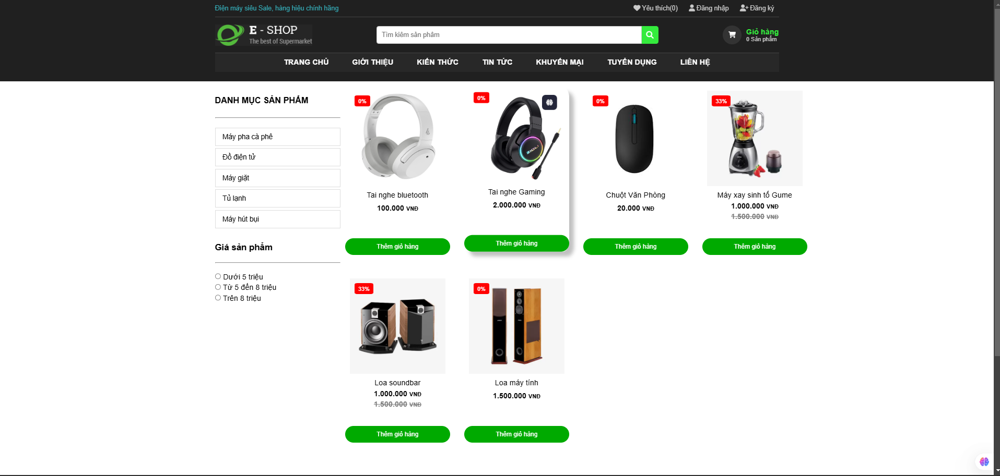 Điện máy siêu Sale, hàng hiệu chính hãng
Yêu thích(0) Đăng nhập Đăng ký
E - SHOP
The best of Supermarket
Tìm kiếm sản phẩm
Giỏ hàng
0 Sản phẩm
TRANG CHỦ GIỚI THIỆU KIẾN THỨC TIN TỨC KHUYẾN MẠI TUYỂN DỤNG LIÊN HỆ
DANH MỤC SẢN PHẨM
Máy pha cà phê
Đồ điện tử
Máy giặt
Tủ lạnh
Máy hút bụi
Giá sản phẩm
Dưới 5 triệu
Từ 5 đến 8 triệu
Trên 8 triệu
0%
Tai nghe bluetooth
100.000 VNĐ
Thêm giỏ hàng
0%
ZIDLI
Tai nghe Gaming
2.000.000 VNĐ
Thêm giỏ hàng
0%
Chuột Văn Phòng
20.000 VNĐ
Thêm giỏ hàng
33%
Máy xay sinh tố Gume
1.000.000 VNĐ
1.500.000 VNĐ
Thêm giỏ hàng
33%
Loa soundbar
1.000.000 VNĐ
1.500.000 VNĐ
Thêm giỏ hàng
0%
Loa máy tính
1.500.000 VNĐ
Thêm giỏ hàng